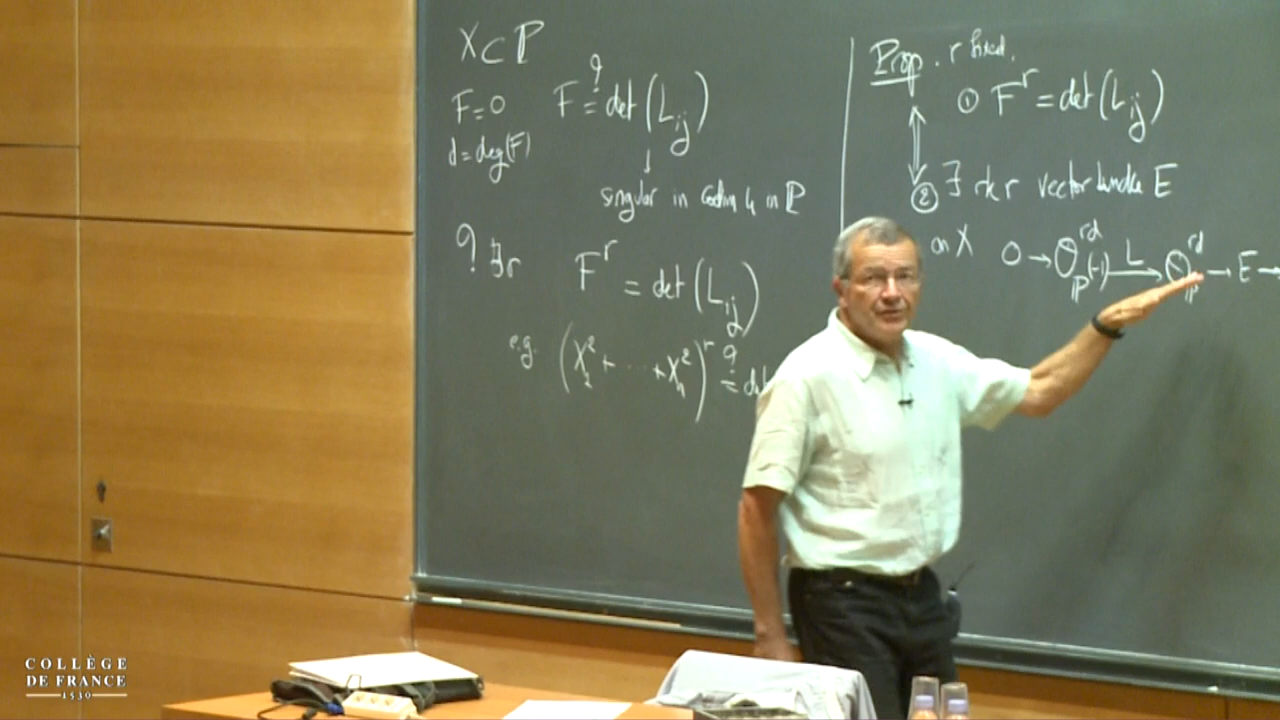 X ⊂ ℙ
F=0
d=deg(F)
F ?= det (L_ij)
↓
singular in codim 4 in ℙ
? ∃r F^r = det (L_ij)
e.g. (X_1^2 + ... + X_n^2)^r ?= det
Prop. r fixed.
① F^r = det (L_ij)
② ∃ rk r vector bundle E
on X 0 → O_ℙ(-1)^rd →^L O_ℙ^rd → E →
COLLÈGE
DE FRANCE
1530